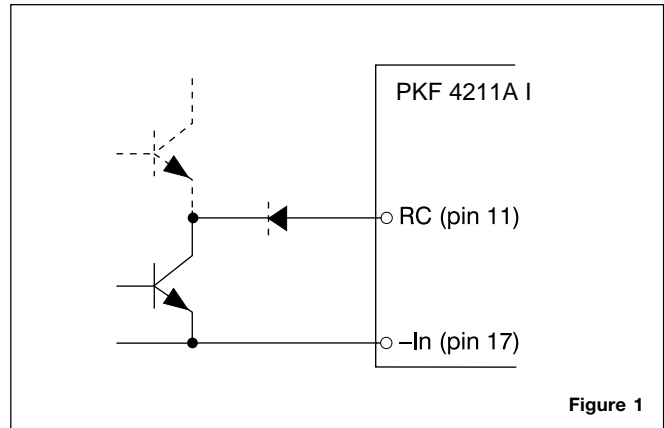 PKF 4211A I
RC (pin 11)
–In (pin 17)
Figure 1